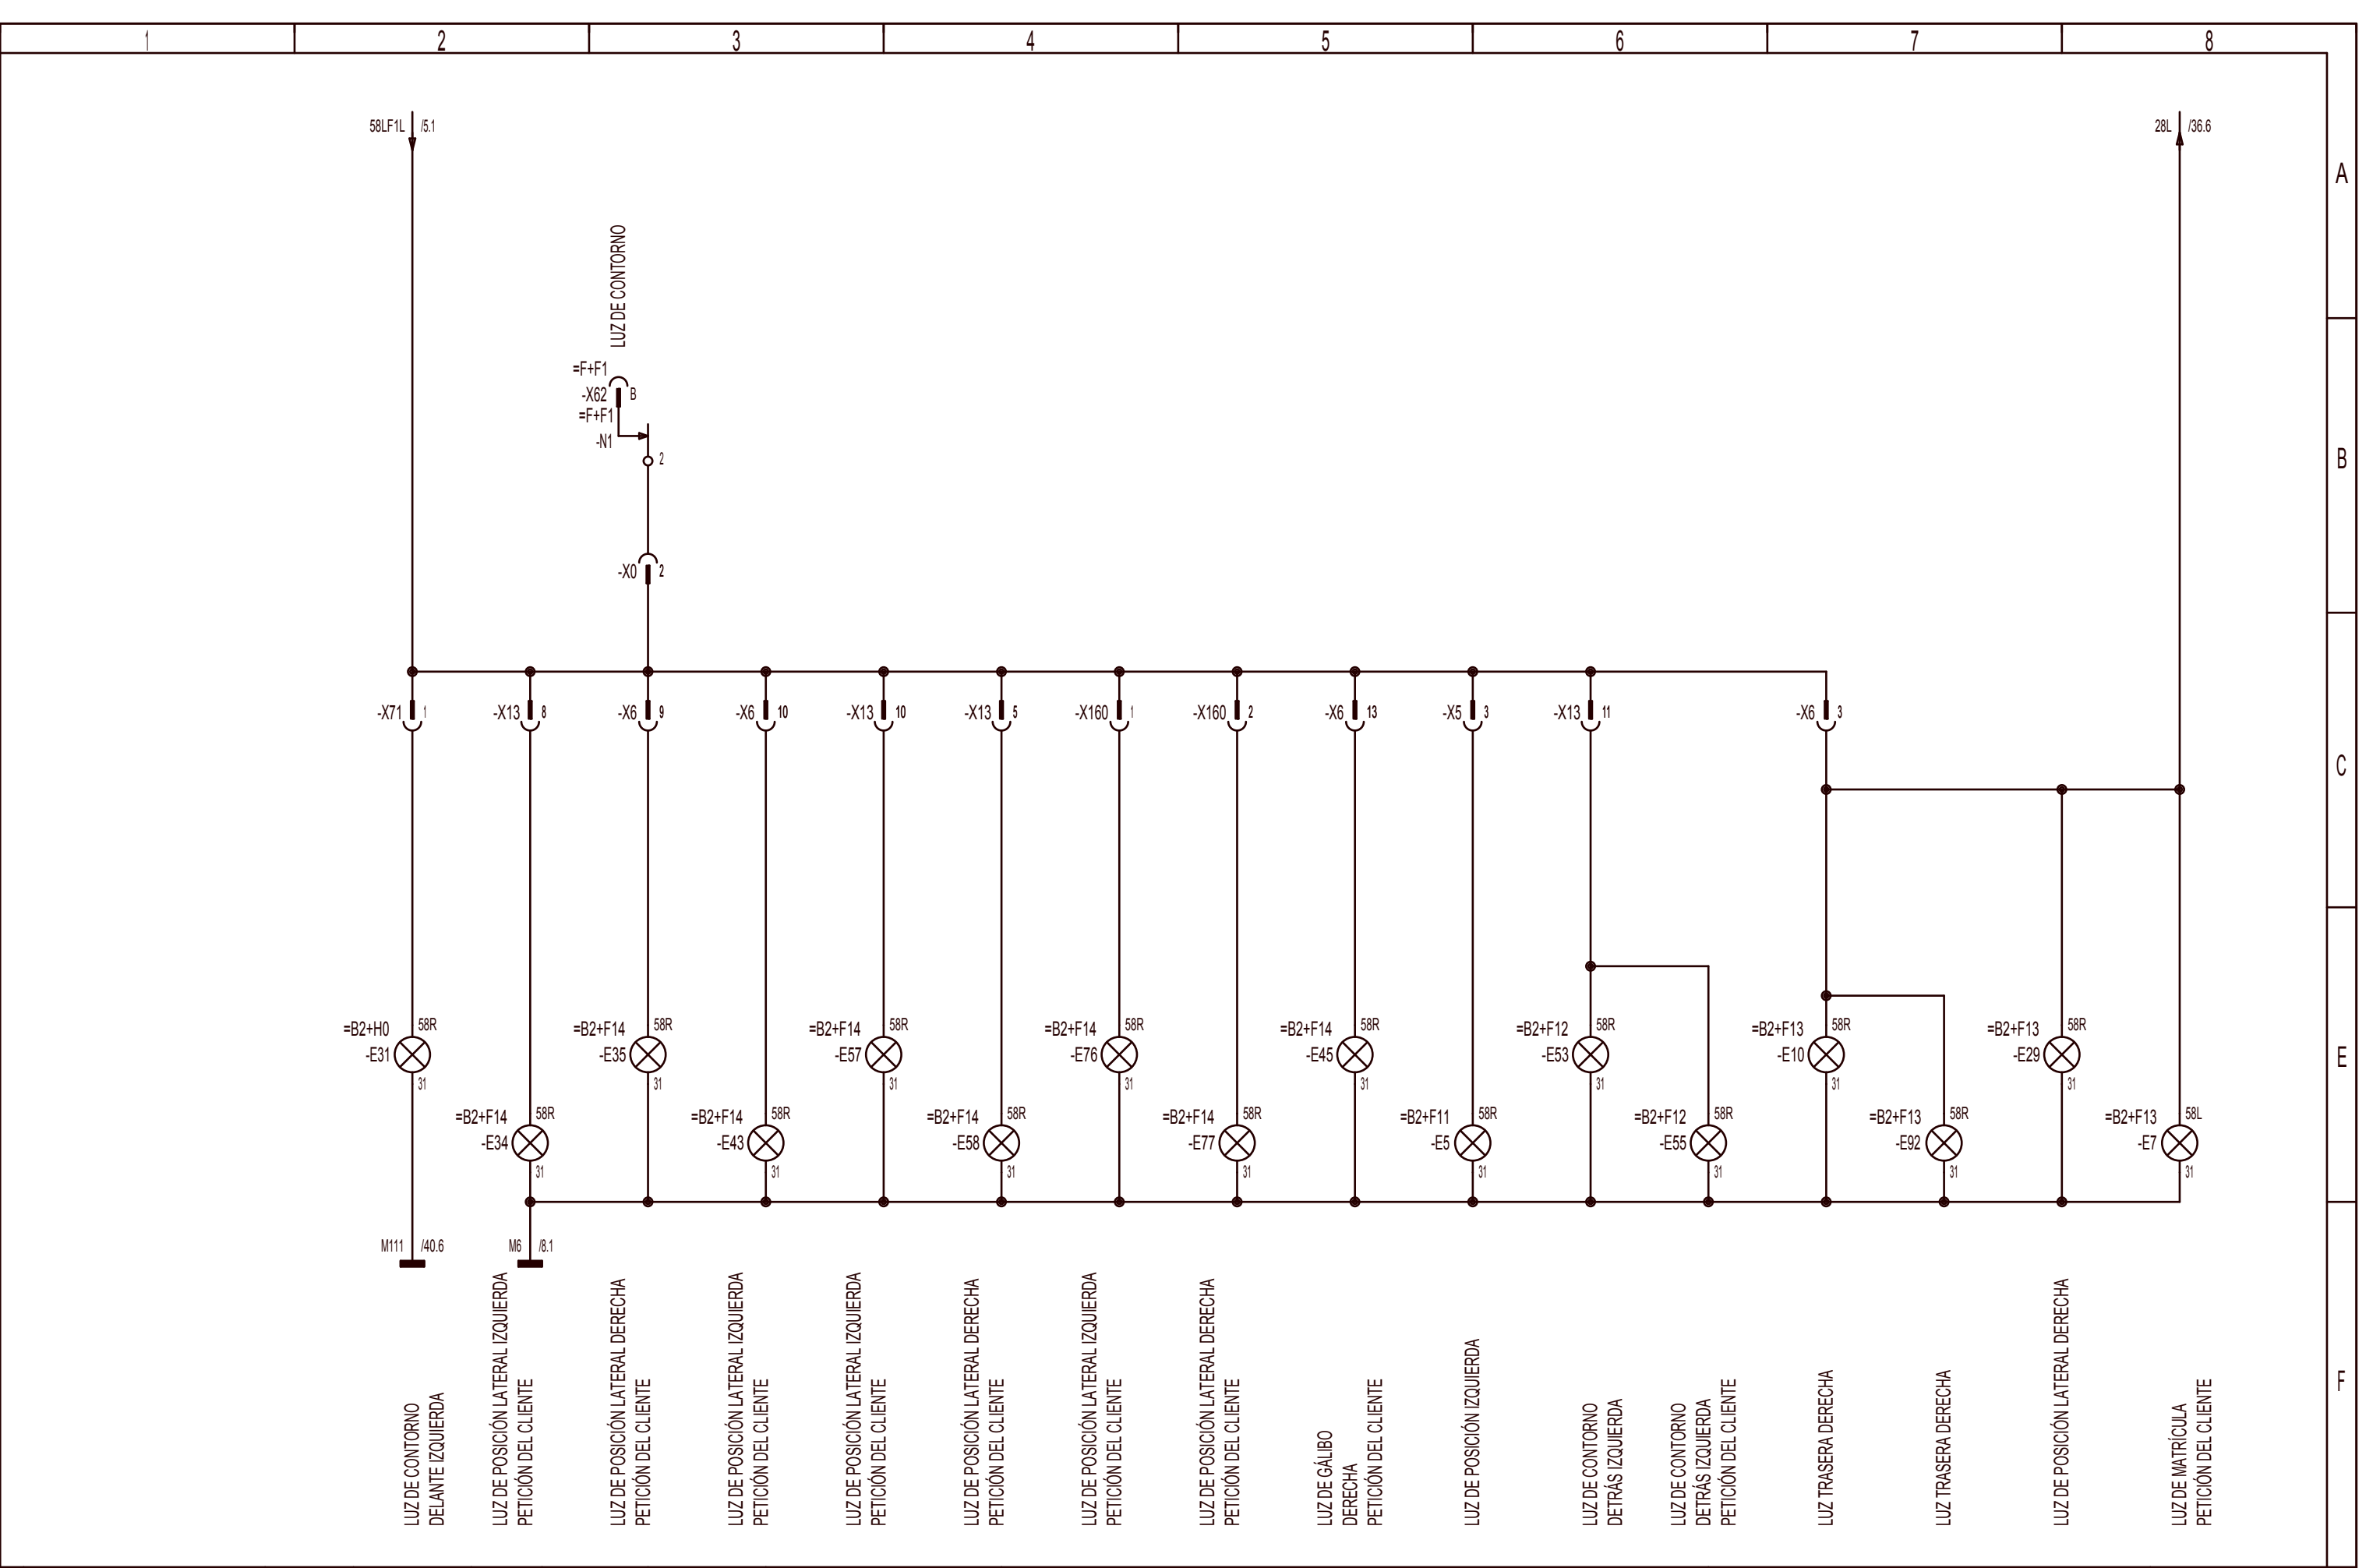 1 2 3 4 5 6 7 8
58LF1L /5.1
28L /36.6
A
LUZ DE CONTORNO
=F+F1
-X62 B
=F+F1
-N1
2
B
-X0 2
-X71 1
-X13 8
-X6 9
-X6 10
-X13 10
-X13 5
-X160 1
-X160 2
-X6 13
-X5 3
-X13 11
-X6 3
C
=B2+H0 58R
-E31
31
=B2+F14 58R
-E35
31
=B2+F14 58R
-E57
31
=B2+F14 58R
-E76
31
=B2+F14 58R
-E45
31
=B2+F12 58R
-E53
31
=B2+F13 58R
-E10
31
=B2+F13 58R
-E29
31
E
=B2+F14 58R
-E34
31
=B2+F14 58R
-E43
31
=B2+F14 58R
-E58
31
=B2+F14 58R
-E77
31
=B2+F11 58R
-E5
31
=B2+F12 58R
-E55
31
=B2+F13 58R
-E92
31
=B2+F13 58L
-E7
31
M111 /40.6
M6 /8.1
LUZ DE CONTORNO
DELANTE IZQUIERDA
LUZ DE POSICIÓN LATERAL IZQUIERDA
PETICIÓN DEL CLIENTE
LUZ DE POSICIÓN LATERAL DERECHA
PETICIÓN DEL CLIENTE
LUZ DE POSICIÓN LATERAL IZQUIERDA
PETICIÓN DEL CLIENTE
LUZ DE POSICIÓN LATERAL IZQUIERDA
PETICIÓN DEL CLIENTE
LUZ DE POSICIÓN LATERAL DERECHA
PETICIÓN DEL CLIENTE
LUZ DE POSICIÓN LATERAL IZQUIERDA
PETICIÓN DEL CLIENTE
LUZ DE POSICIÓN LATERAL DERECHA
PETICIÓN DEL CLIENTE
LUZ DE GÁLIBO
DERECHA
PETICIÓN DEL CLIENTE
LUZ DE POSICIÓN IZQUIERDA
LUZ DE CONTORNO
DETRÁS IZQUIERDA
LUZ DE CONTORNO
DETRÁS IZQUIERDA
PETICIÓN DEL CLIENTE
LUZ TRASERA DERECHA
LUZ TRASERA DERECHA
LUZ DE POSICIÓN LATERAL DERECHA
LUZ DE MATRÍCULA
PETICIÓN DEL CLIENTE
F